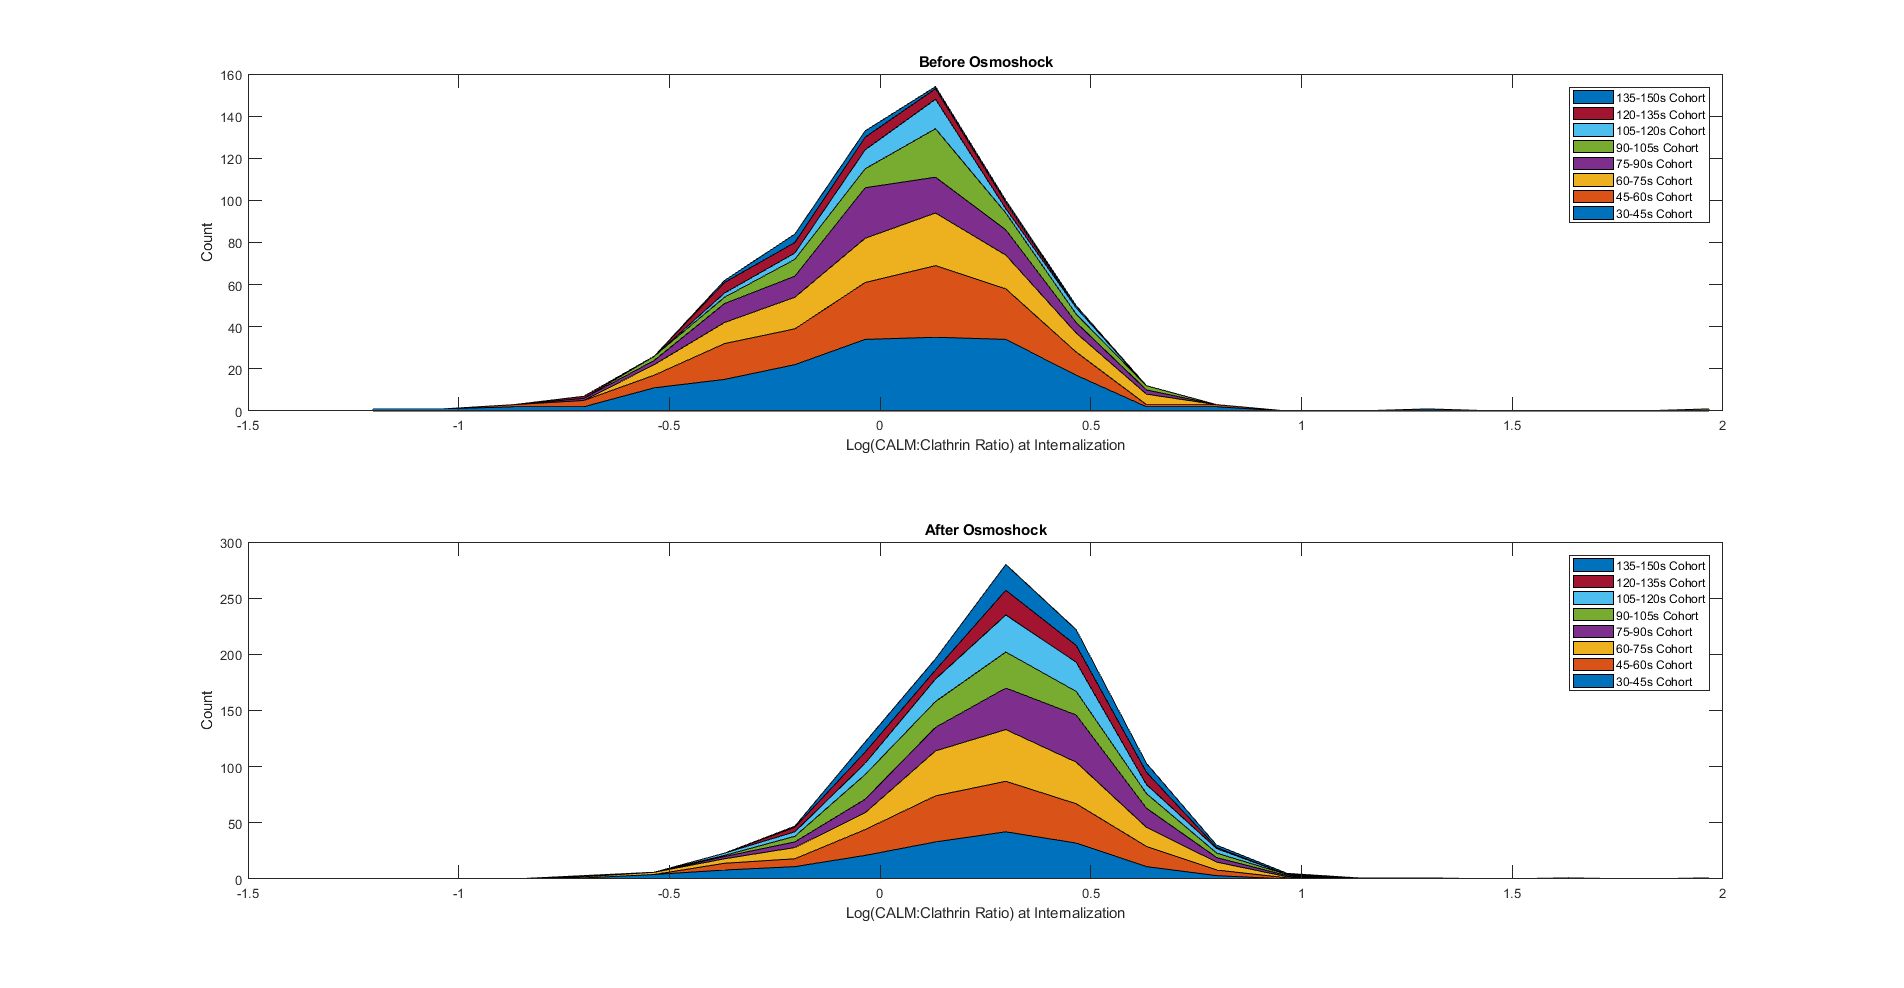 Before Osmoshock
160
140
120
100
80
60
40
20
0
Count
-1.5 -1 -0.5 0 0.5 1 1.5 2
Log(CALM:Clathrin Ratio) at Internalization
135-150s Cohort
120-135s Cohort
105-120s Cohort
90-105s Cohort
75-90s Cohort
60-75s Cohort
45-60s Cohort
30-45s Cohort
After Osmoshock
300
250
200
150
100
50
0
Count
-1.5 -1 -0.5 0 0.5 1 1.5 2
Log(CALM:Clathrin Ratio) at Internalization
135-150s Cohort
120-135s Cohort
105-120s Cohort
90-105s Cohort
75-90s Cohort
60-75s Cohort
45-60s Cohort
30-45s Cohort